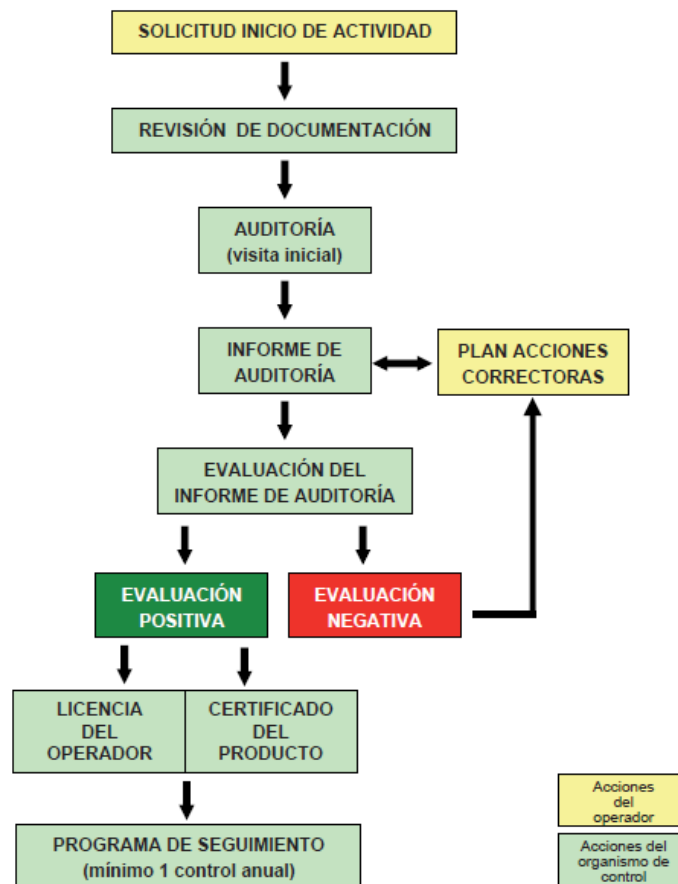 SOLICITUD INICIO DE ACTIVIDAD
REVISIÓN DE DOCUMENTACIÓN
AUDITORÍA
(visita inicial)
INFORME DE
AUDITORÍA
PLAN ACCIONES
CORRECTORAS
EVALUACIÓN DEL
INFORME DE AUDITORÍA
EVALUACIÓN
POSITIVA
EVALUACIÓN
NEGATIVA
LICENCIA
DEL
OPERADOR
CERTIFICADO
DEL
PRODUCTO
PROGRAMA DE SEGUIMIENTO
(mínimo 1 control anual)
Acciones
del
operador
Acciones del
organismo de
control